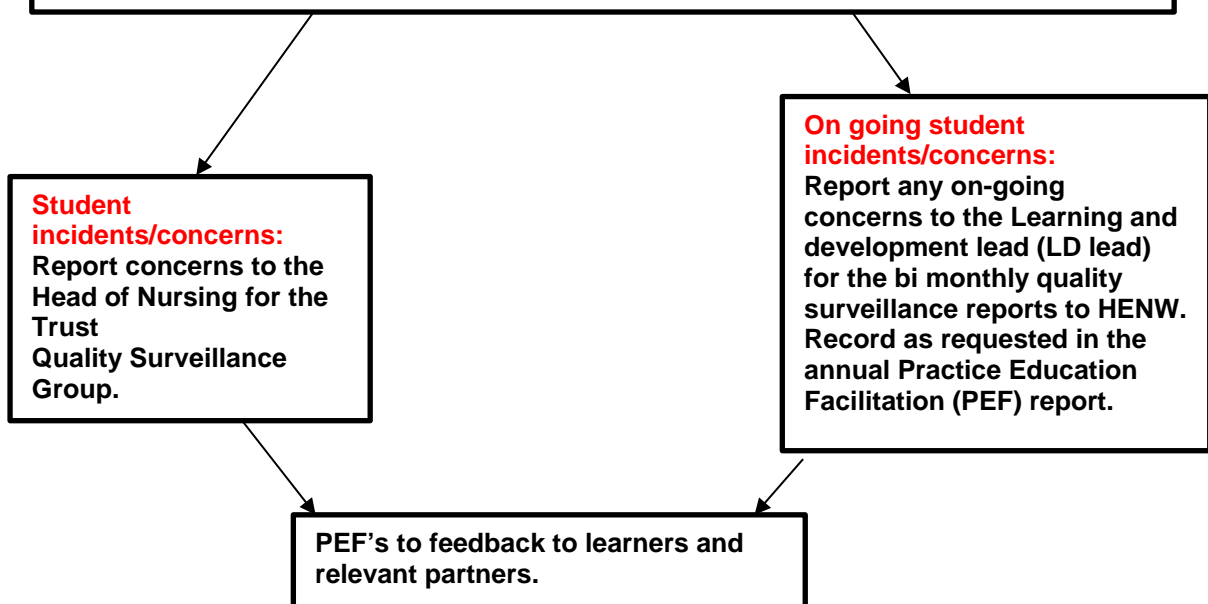 Student
incidents/concerns:
Report concerns to the
Head of Nursing for the
Trust
Quality Surveillance
Group.
On going student
incidents/concerns:
Report any on-going
concerns to the Learning and
development lead (LD lead)
for the bi monthly quality
surveillance reports to HENW.
Record as requested in the
annual Practice Education
Facilitation (PEF) report.
PEF’s to feedback to learners and
relevant partners.